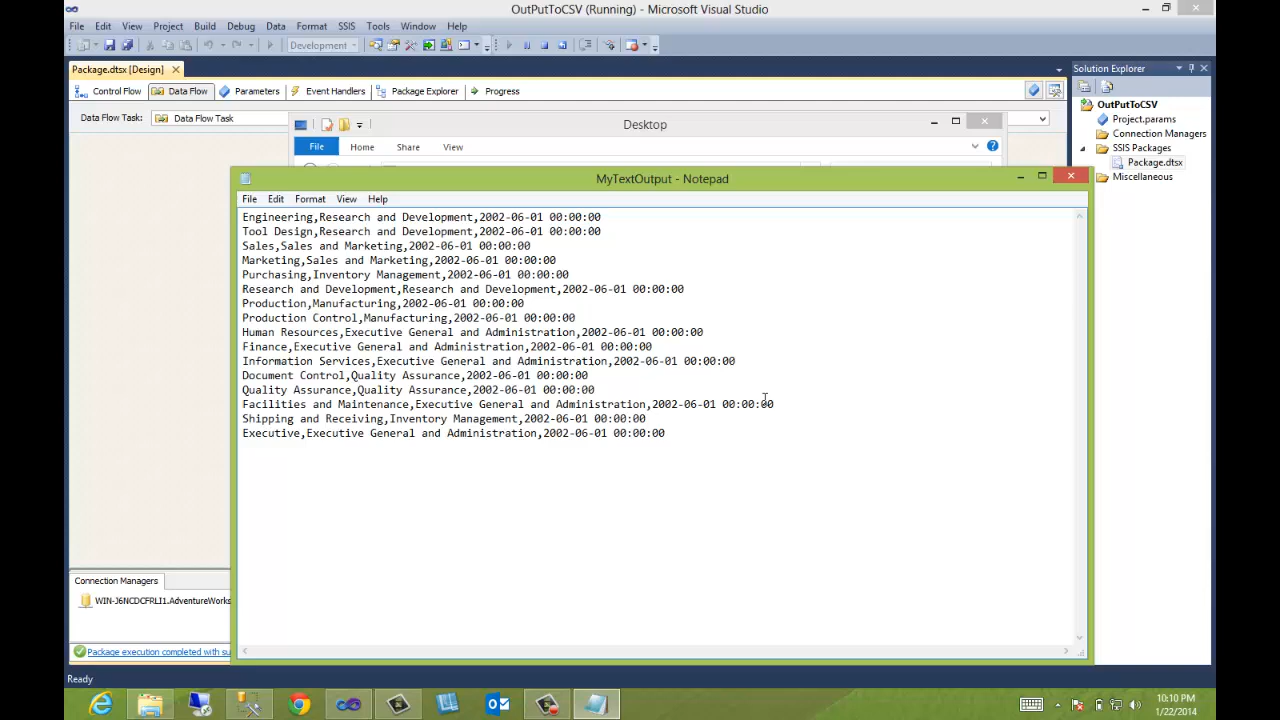 OutPutToCSV (Running) - Microsoft Visual Studio
File Edit View Project Build Debug Data Format SSIS Tools Window Help
Development
Package.dtsx [Design]
Solution Explorer
Control Flow Data Flow Parameters Event Handlers Package Explorer Progress
OutPutToCSV
Project.params
Connection Managers
SSIS Packages
Package.dtsx
Miscellaneous
Data Flow Task: Data Flow Task
Desktop
File Home Share View
MyTextOutput - Notepad
File Edit Format View Help
Engineering,Research and Development,2002-06-01 00:00:00
Tool Design,Research and Development,2002-06-01 00:00:00
Sales,Sales and Marketing,2002-06-01 00:00:00
Marketing,Sales and Marketing,2002-06-01 00:00:00
Purchasing,Inventory Management,2002-06-01 00:00:00
Research and Development,Research and Development,2002-06-01 00:00:00
Production,Manufacturing,2002-06-01 00:00:00
Production Control,Manufacturing,2002-06-01 00:00:00
Human Resources,Executive General and Administration,2002-06-01 00:00:00
Finance,Executive General and Administration,2002-06-01 00:00:00
Information Services,Executive General and Administration,2002-06-01 00:00:00
Document Control,Quality Assurance,2002-06-01 00:00:00
Quality Assurance,Quality Assurance,2002-06-01 00:00:00
Facilities and Maintenance,Executive General and Administration,2002-06-01 00:00:00
Shipping and Receiving,Inventory Management,2002-06-01 00:00:00
Executive,Executive General and Administration,2002-06-01 00:00:00
Connection Managers
WIN-J6NCDCFRLI1.AdventureWorks
Package execution completed with su
Ready
10:10 PM
1/22/2014